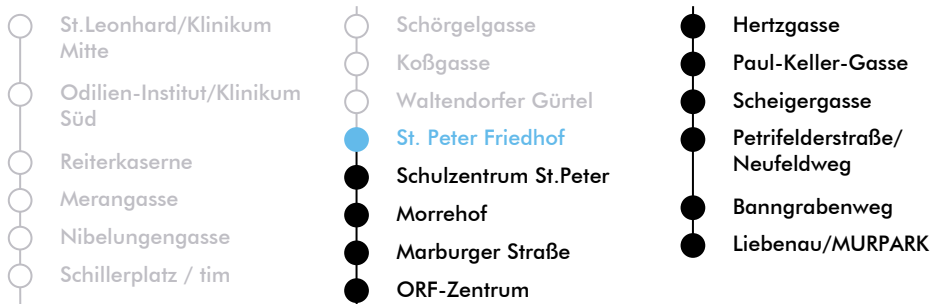 St.Leonhard/Klinikum
Mitte
Odilien-Institut/Klinikum
Süd
Reiterkaserne
Merangasse
Nibelungengasse
Schillerplatz / tim
Schörgelgasse
Koßgasse
Waltendorfer Gürtel
St. Peter Friedhof
Schulzentrum St.Peter
Morrehof
Marburger Straße
ORF-Zentrum
Hertzgasse
Paul-Keller-Gasse
Scheigergasse
Petrifelderstraße/
Neufeldweg
Banngrabenweg
Liebenau/MURPARK